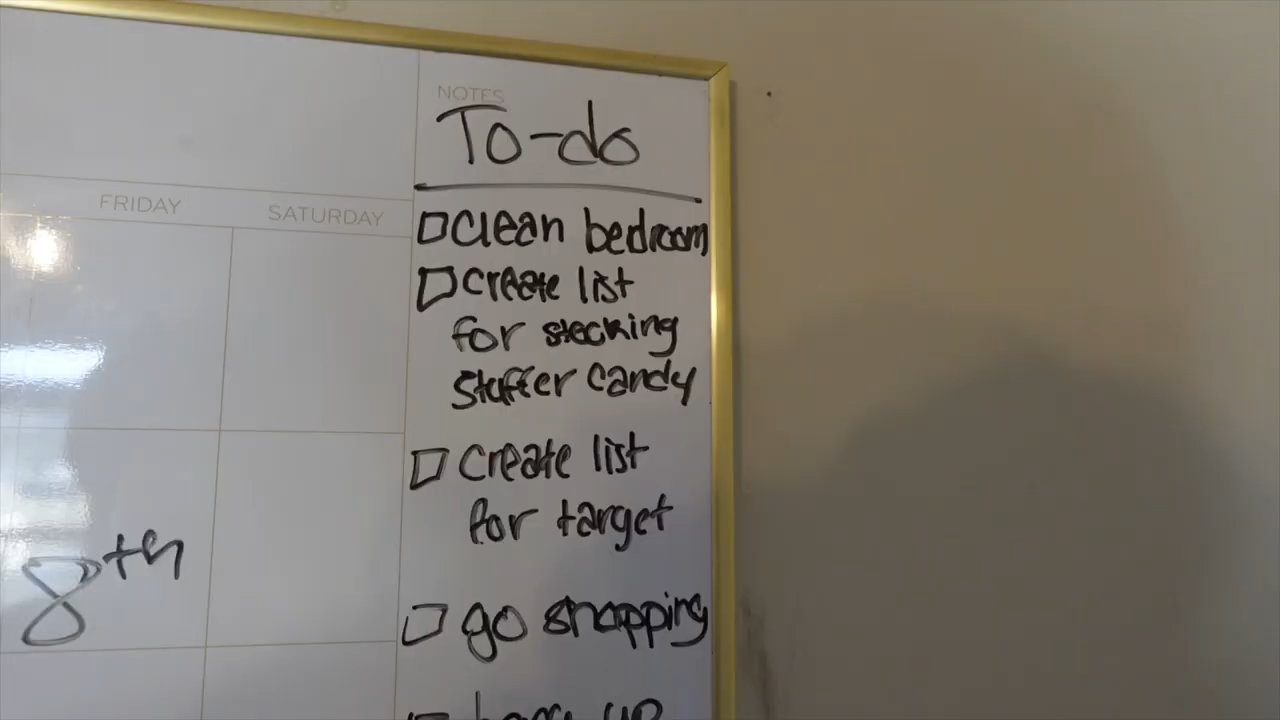 NOTES
To-do
FRIDAY
SATURDAY
clean bedroom
create list
for stocking
stuffer candy
create list
for target
8th
go shopping
up